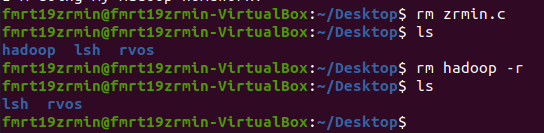 fmrt19zrmin@fmrt19zrmin-VirtualBox:~/Desktop$ rm zrmin.c
fmrt19zrmin@fmrt19zrmin-VirtualBox:~/Desktop$ ls
hadoop lsh rvos
fmrt19zrmin@fmrt19zrmin-VirtualBox:~/Desktop$ rm hadoop -r
fmrt19zrmin@fmrt19zrmin-VirtualBox:~/Desktop$ ls
lsh rvos
fmrt19zrmin@fmrt19zrmin-VirtualBox:~/Desktop$